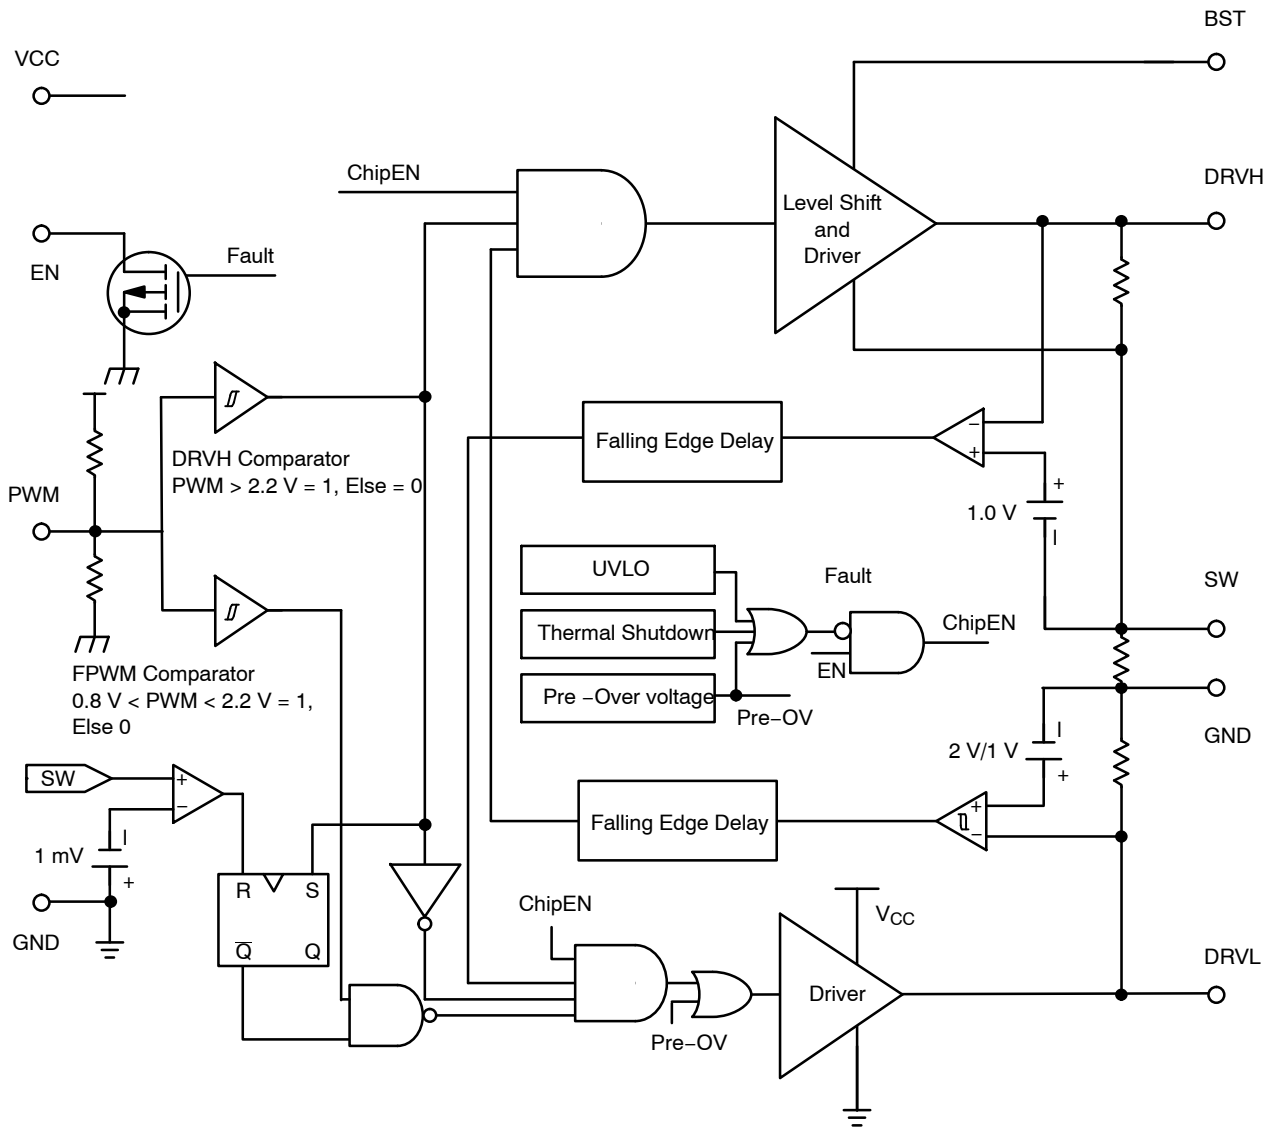 BST
VCC
ChipEN
DRVH
Level Shift
and
Driver
Fault
EN
DRVH Comparator
PWM > 2.2 V = 1, Else = 0
Falling Edge Delay
−
+
+
1.0 V
I
PWM
UVLO
Fault
SW
Thermal Shutdown
ChipEN
EN
Pre −Over voltage
Pre−OV
FPWM Comparator
0.8 V < PWM < 2.2 V = 1,
Else 0
GND
I
2 V/1 V
+
SW
+
−
Falling Edge Delay
+
−
I
1 mV
+
R
S
Q
Q
GND
ChipEN
VCC
DRVL
Driver
Pre−OV